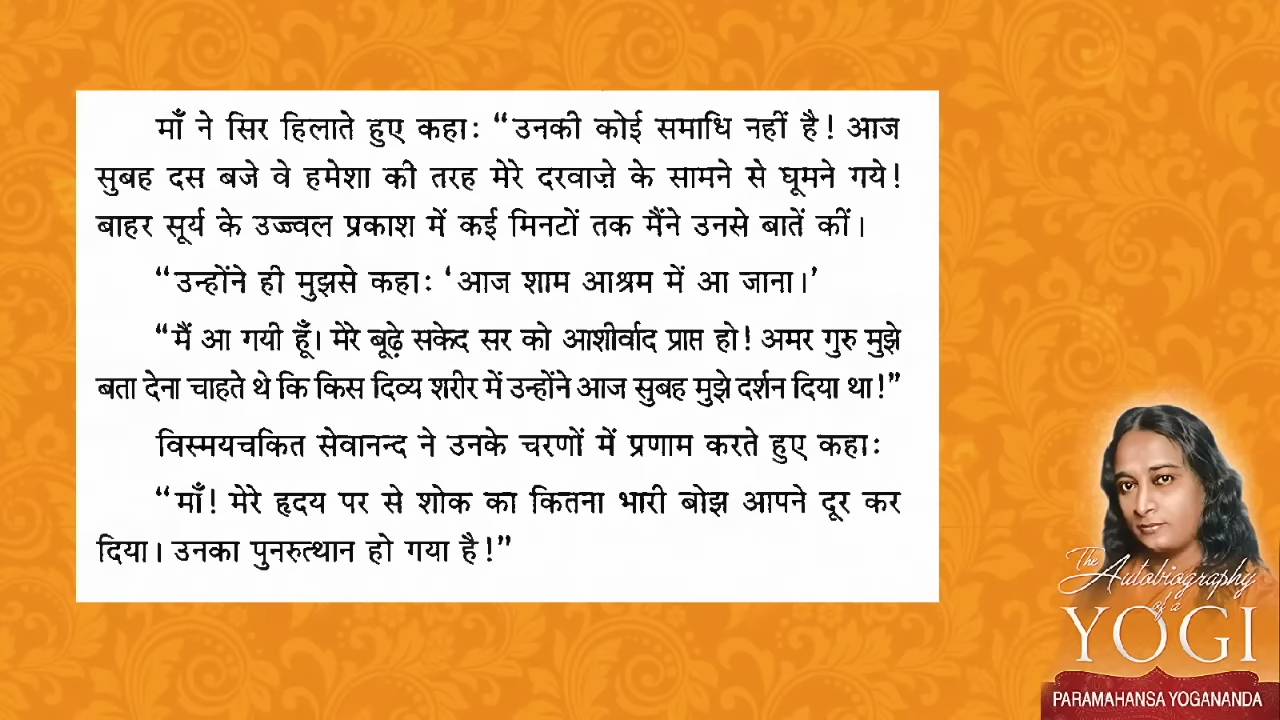 माँ ने सिर हिलाते हुए कहा: “उनकी कोई समाधि नहीं है! आज
सुबह दस बजे वे हमेशा की तरह मेरे दरवाज़े के सामने से घूमने गये!
बाहर सूर्य के उज्ज्वल प्रकाश में कई मिनटों तक मैंने उनसे बातें कीं।
“उन्होंने ही मुझसे कहा: ‘आज शाम आश्रम में आ जाना।’
“मैं आ गयी हूँ। मेरे बूढ़े सकेद सर को आशीर्वाद प्राप्त हो! अमर गुरु मुझे
बता देना चाहते थे कि किस दिव्य शरीर में उन्होंने आज सुबह मुझे दर्शन दिया था!”
विस्मयचकित सेवानन्द ने उनके चरणों में प्रणाम करते हुए कहा:
“माँ! मेरे हृदय पर से शोक का कितना भारी बोझ आपने दूर कर
दिया। उनका पुनरुत्थान हो गया है!”
The Autobiography
of a
YOGI
PARAMAHANSA YOGANANDA